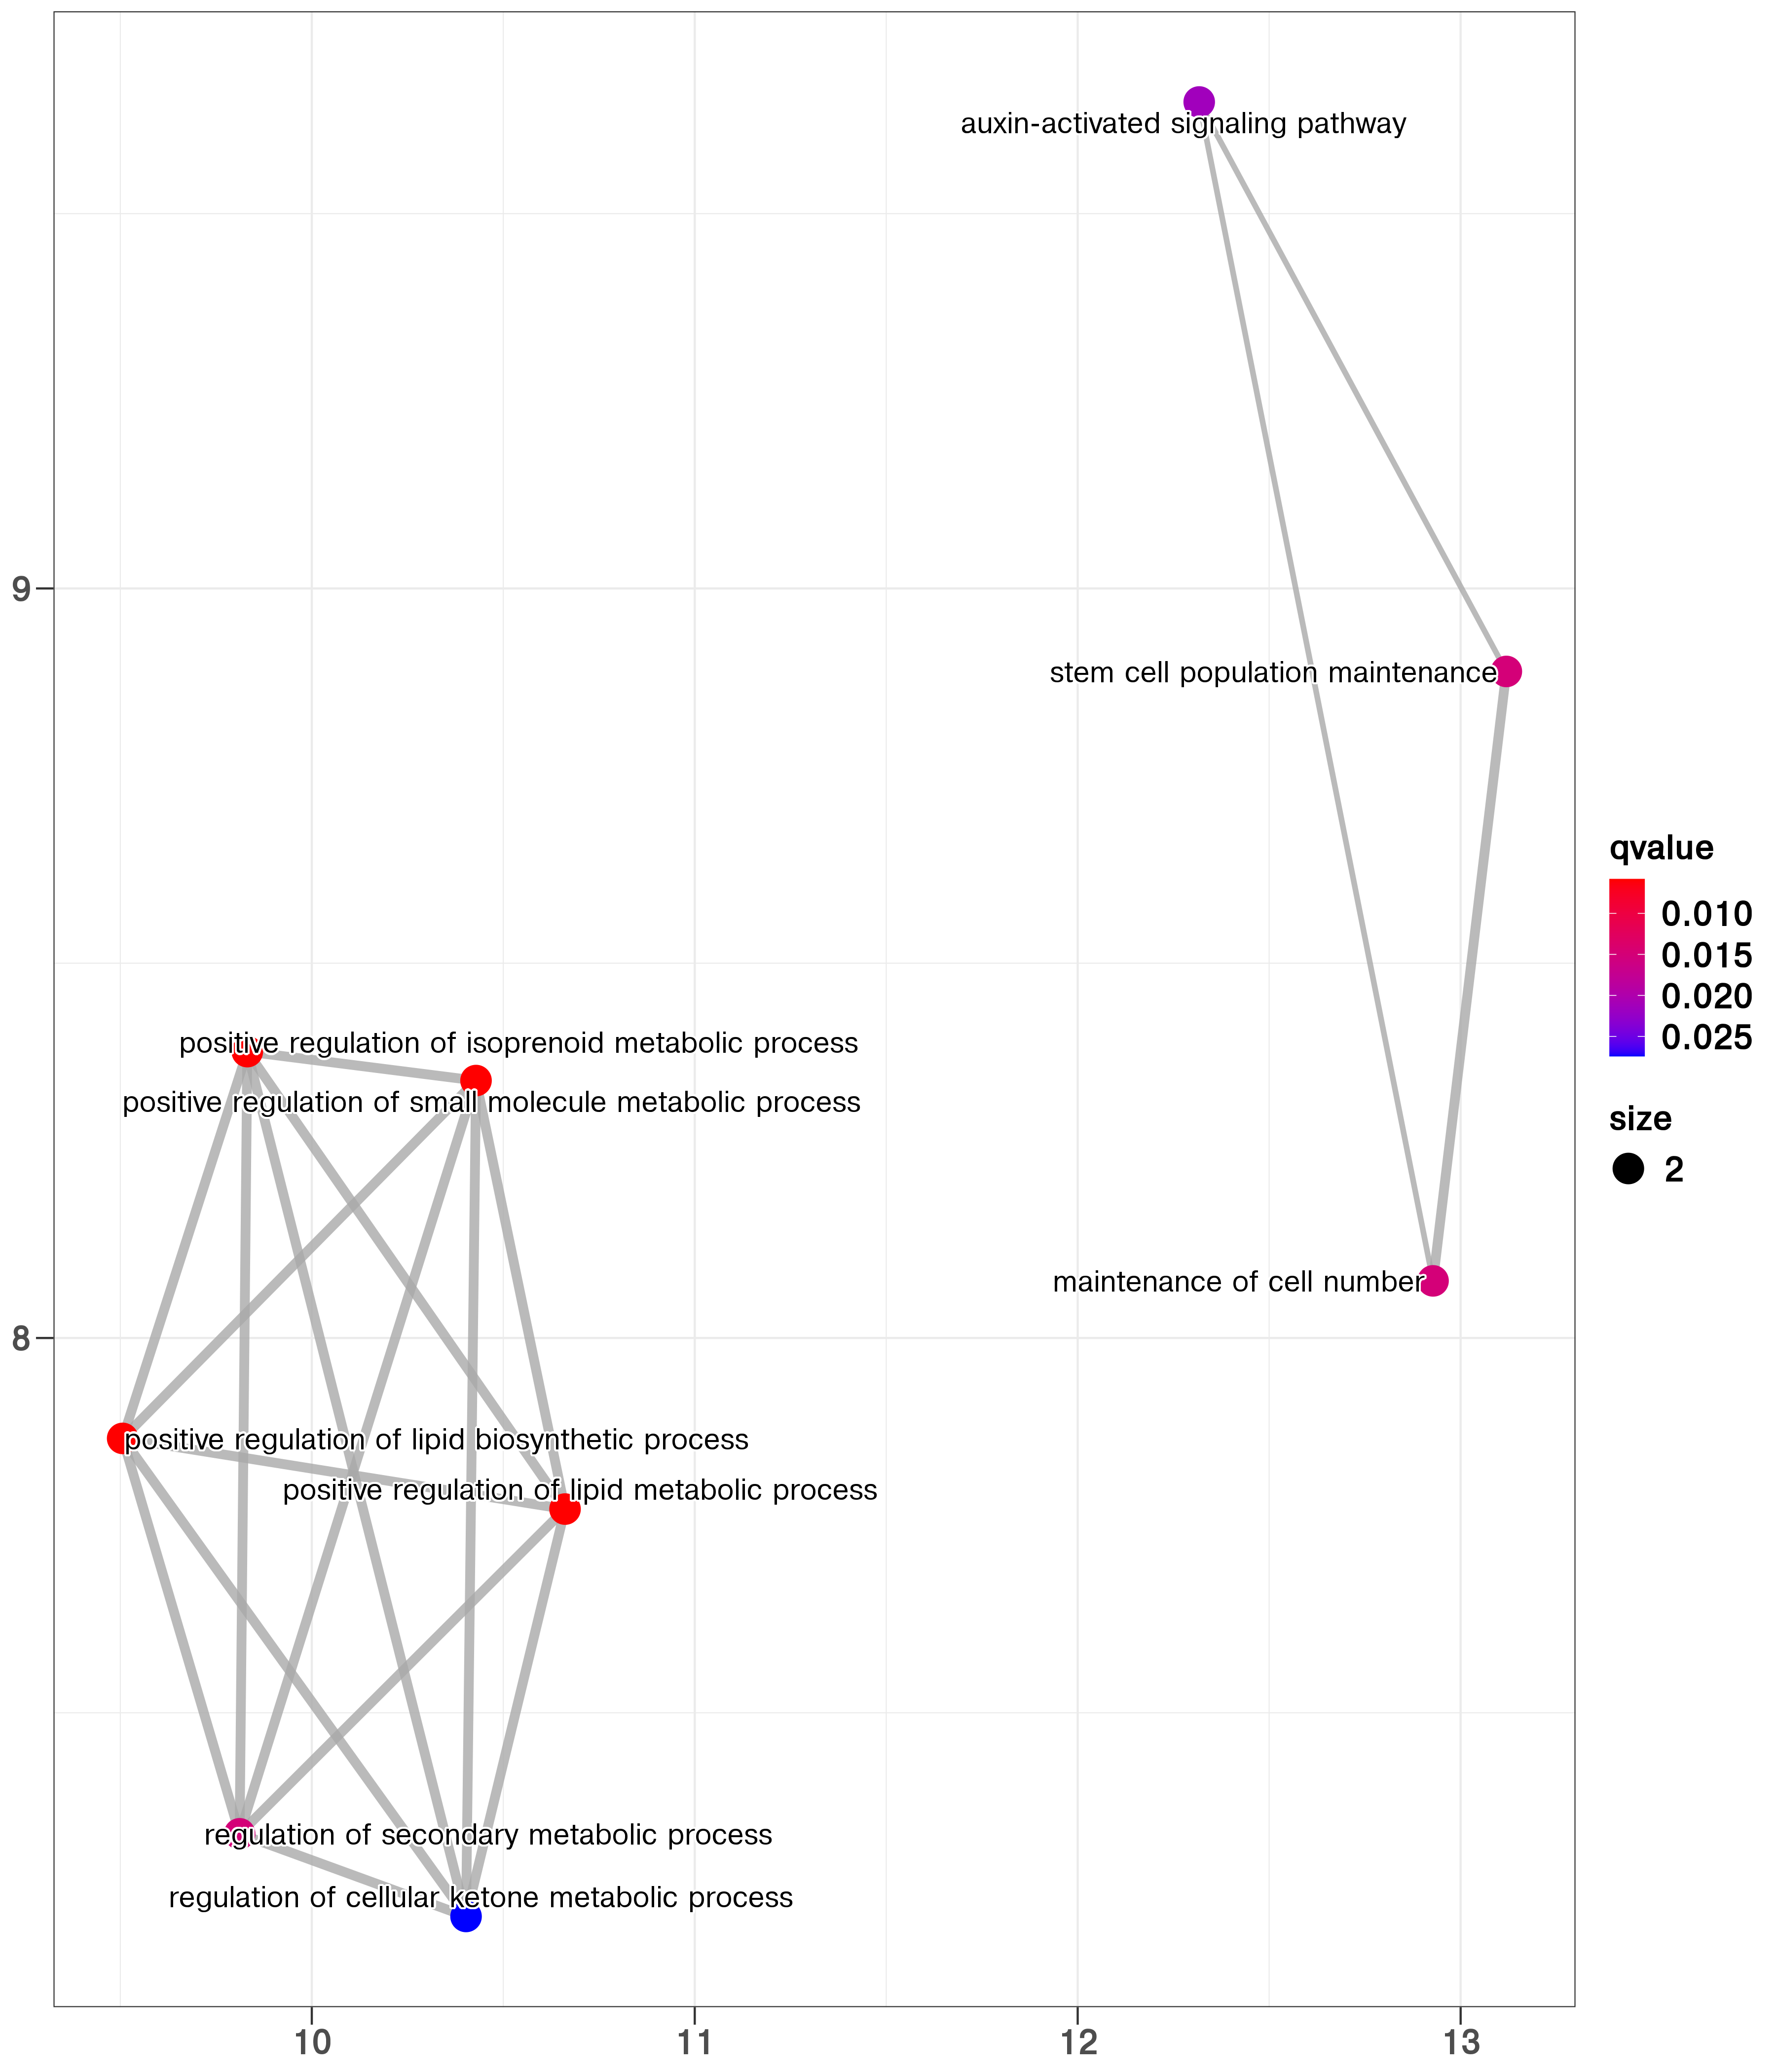 auxin-activated signaling pathway
9
stem cell population maintenance
qvalue
0.010
0.015
0.020
0.025
positive regulation of isoprenoid metabolic process
positive regulation of small molecule metabolic process
size
2
maintenance of cell number
8
positive regulation of lipid biosynthetic process
positive regulation of lipid metabolic process
regulation of secondary metabolic process
regulation of cellular ketone metabolic process
10
11
12
13